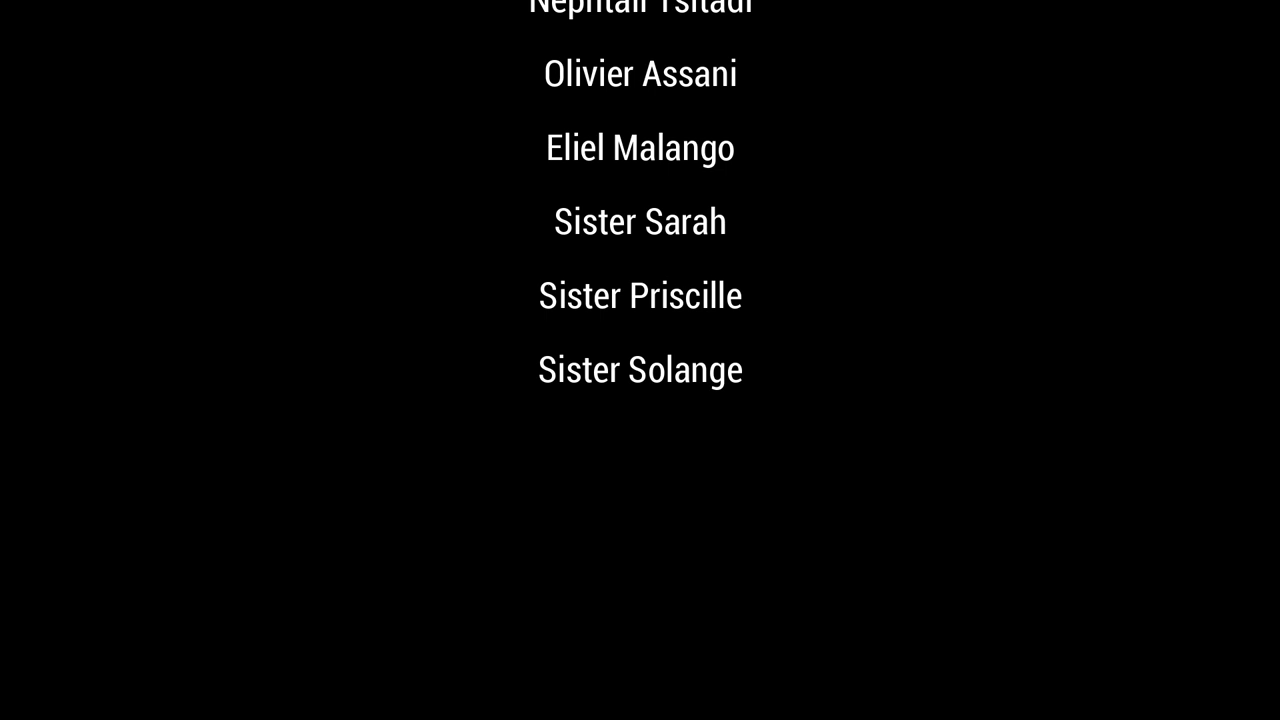 Olivier Assani
Eliel Malango
Sister Sarah
Sister Priscille
Sister Solange